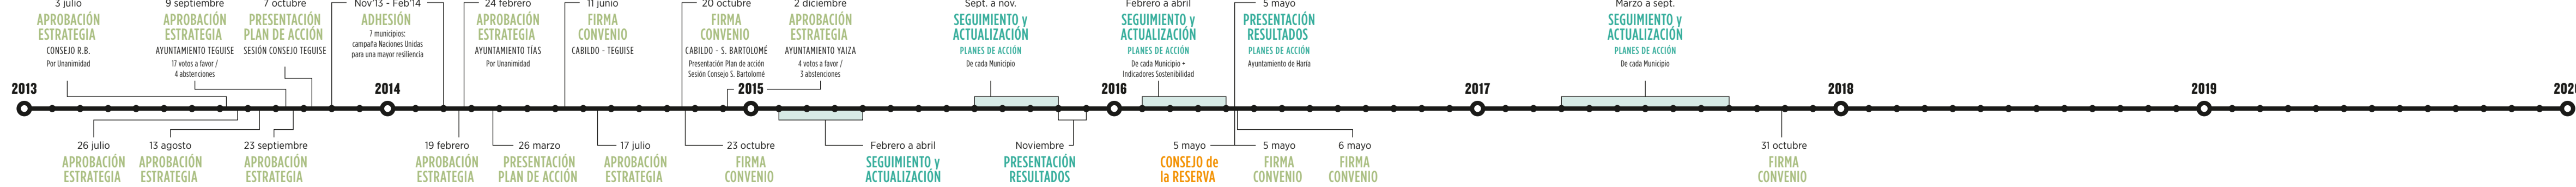 3 julio
APROBACIÓN
ESTRATEGIA
CONSEJO R.B.
Por Unanimidad
9 septiembre
APROBACIÓN
ESTRATEGIA
AYUNTAMIENTO TEGUISE
17 votos a favor /
4 abstenciones
7 octubre
PRESENTACIÓN
PLAN DE ACCIÓN
SESIÓN CONSEJO TEGUISE
Nov'13 - Feb'14
ADHESIÓN
7 municipios:
campaña Naciones Unidas
para una mayor resiliencia
24 febrero
APROBACIÓN
ESTRATEGIA
AYUNTAMIENTO TÍAS
Por Unanimidad
11 junio
FIRMA
CONVENIO
CABILDO - TEGUISE
20 octubre
FIRMA
CONVENIO
CABILDO - S. BARTOLOMÉ
Presentación Plan de acción
Sesión Consejo S. Bartolomé
2 diciembre
APROBACIÓN
ESTRATEGIA
AYUNTAMIENTO YAIZA
4 votos a favor /
3 abstenciones
Sept. a nov.
SEGUIMIENTO y
ACTUALIZACIÓN
PLANES DE ACCIÓN
De cada Municipio
Febrero a abril
SEGUIMIENTO y
ACTUALIZACIÓN
PLANES DE ACCIÓN
De cada Municipio +
Indicadores Sostenibilidad
5 mayo
PRESENTACIÓN
RESULTADOS
PLANES DE ACCIÓN
Ayuntamiento de Haría
Marzo a sept.
SEGUIMIENTO y
ACTUALIZACIÓN
PLANES DE ACCIÓN
De cada Municipio
2013
2014
2015
2016
2017
2018
2019
202
26 julio
APROBACIÓN
ESTRATEGIA
13 agosto
APROBACIÓN
ESTRATEGIA
23 septiembre
APROBACIÓN
ESTRATEGIA
19 febrero
APROBACIÓN
ESTRATEGIA
26 marzo
PRESENTACIÓN
PLAN DE ACCIÓN
17 julio
APROBACIÓN
ESTRATEGIA
23 octubre
FIRMA
CONVENIO
Febrero a abril
SEGUIMIENTO y
ACTUALIZACIÓN
Noviembre
PRESENTACIÓN
RESULTADOS
5 mayo
CONSEJO de
la RESERVA
5 mayo
FIRMA
CONVENIO
6 mayo
FIRMA
CONVENIO
31 octubre
FIRMA
CONVENIO